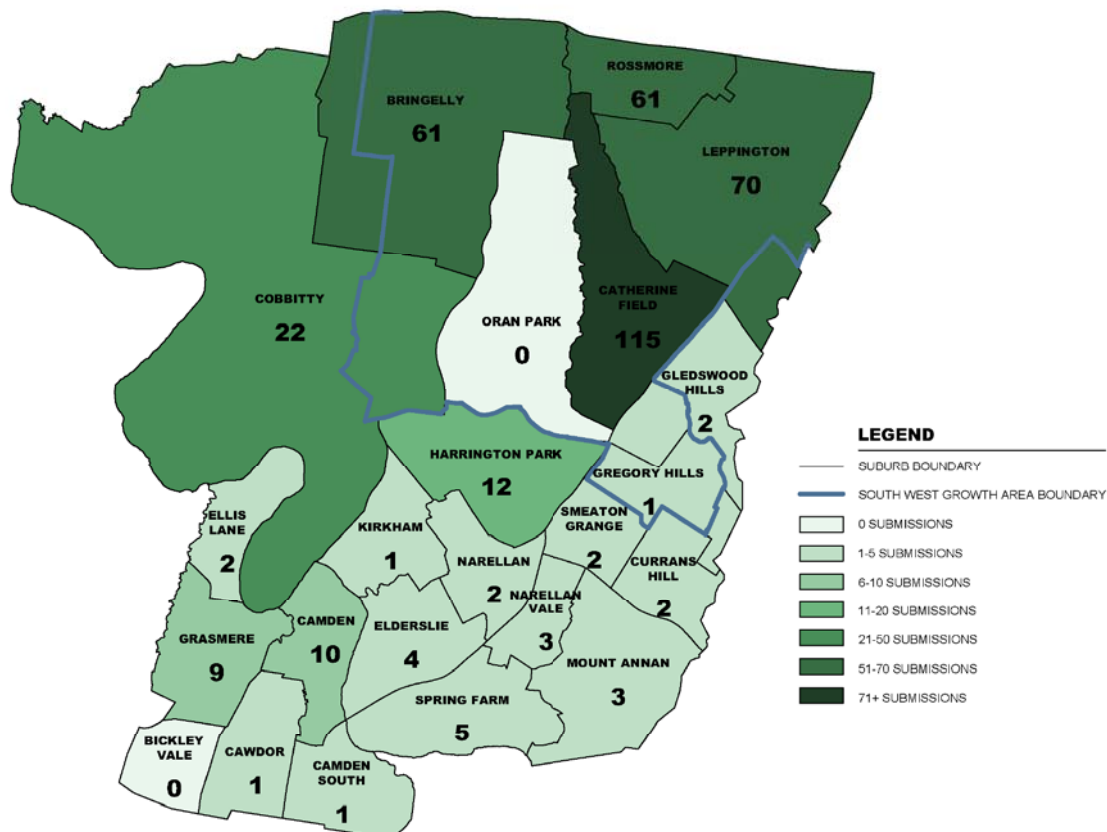 ROSSMORE
61
BRINGELLY
61
LEPPINGTON
70
COBBITTY
22
ORAN PARK
0
CATHERINE
FIELD
115
GLEDSWOOD
HILLS
2
HARRINGTON PARK
12
GREGORY HILLS
1
ELLIS
LANE
2
KIRKHAM
1
SMEATON
GRANGE
2
NARELLAN
2
CURRANS
HILL
2
NARELLAN
VALE
3
GRASMERE
9
CAMDEN
10
ELDERSLIE
4
MOUNT ANNAN
3
SPRING FARM
5
BICKLEY
VALE
0
CAWDOR
1
CAMDEN
SOUTH
1
LEGEND
SUBURB BOUNDARY
SOUTH WEST GROWTH AREA BOUNDARY
0 SUBMISSIONS
1-5 SUBMISSIONS
6-10 SUBMISSIONS
11-20 SUBMISSIONS
21-50 SUBMISSIONS
51-70 SUBMISSIONS
71+ SUBMISSIONS